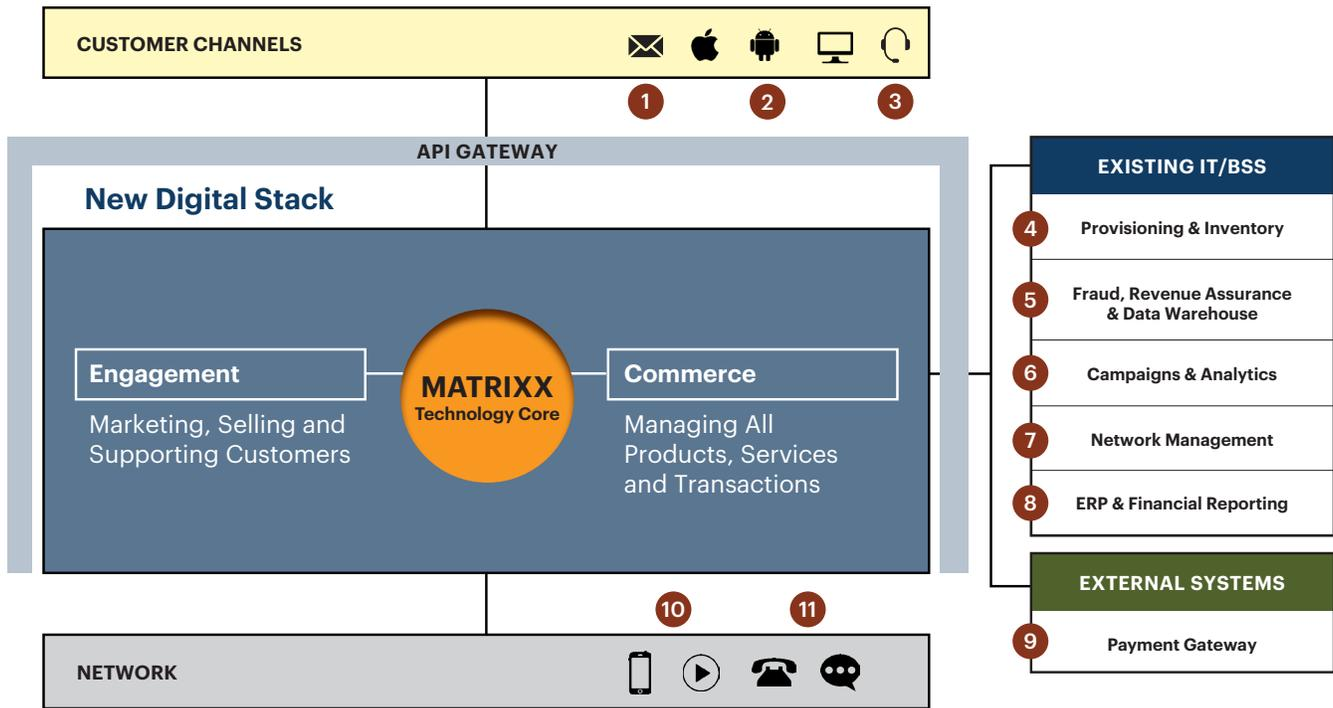 CUSTOMER CHANNELS
1
2
3
API GATEWAY
New Digital Stack
Engagement
Marketing, Selling and
Supporting Customers
MATRIXX
Technology Core
Commerce
Managing All
Products, Services
and Transactions
EXISTING IT/BSS
4 Provisioning & Inventory
5 Fraud, Revenue Assurance
& Data Warehouse
6 Campaigns & Analytics
7 Network Management
8 ERP & Financial Reporting
EXTERNAL SYSTEMS
9 Payment Gateway
10
11
NETWORK